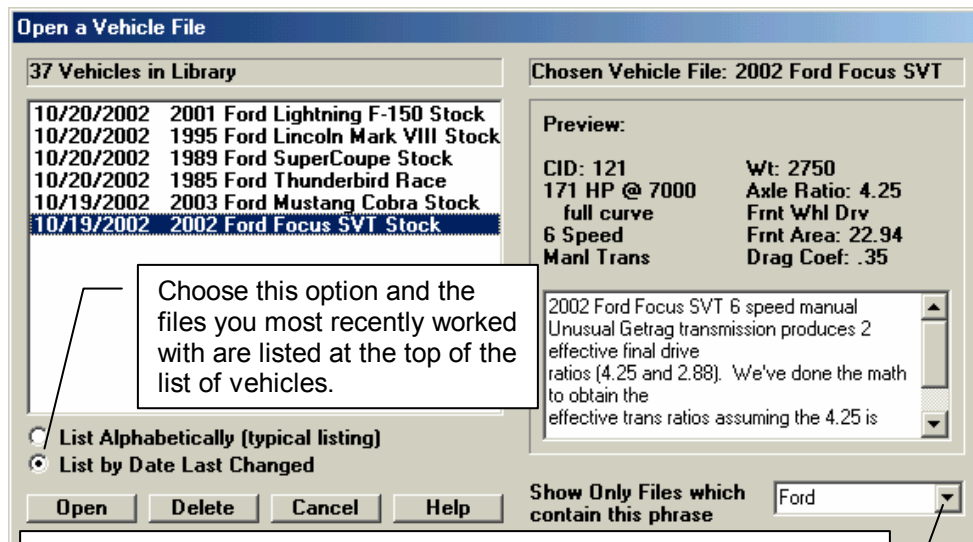 Open a Vehicle File
37 Vehicles in Library
10/20/2002 2001 Ford Lightning F-150 Stock
10/20/2002 1995 Ford Lincoln Mark VIII Stock
10/20/2002 1989 Ford SuperCoupe Stock
10/20/2002 1985 Ford Thunderbird Race
10/19/2002 2003 Ford Mustang Cobra Stock
10/19/2002 2002 Ford Focus SVT Stock
Choose this option and the
files you most recently worked
with are listed at the top of the
list of vehicles.
List Alphabetically (typical listing)
List by Date Last Changed
Open Delete Cancel Help
Chosen Vehicle File: 2002 Ford Focus SVT
Preview:
CID: 121 Wt: 2750
171 HP @ 7000 Axle Ratio: 4.25
full curve Frnt Whl Drv
6 Speed Frnt Area: 22.94
Manl Trans Drag Coef: .35
2002 Ford Focus SVT 6 speed manual
Unusual Getrag transmission produces 2
effective final drive
ratios (4.25 and 2.88). We've done the math
to obtain the
effective trans ratios assuming the 4.25 is
Show Only Files which
contain this phrase
Ford